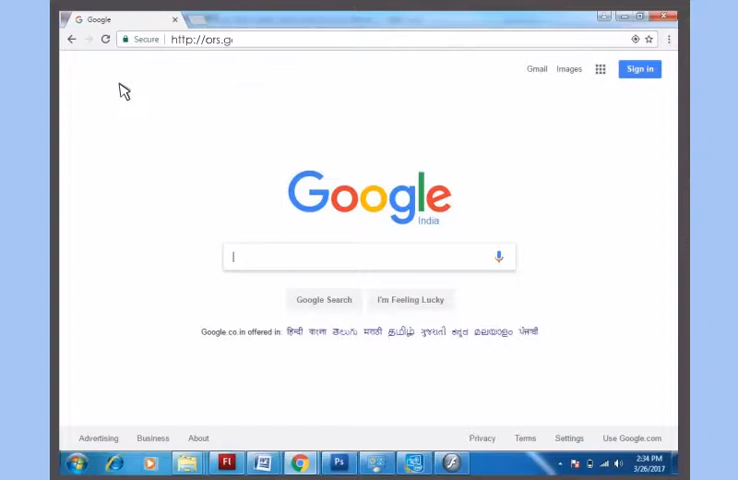 Google
Secure http://ors.g
Gmail Images Sign in
Google
India
Google Search I'm Feeling Lucky
Google.co.in offered in: हिन्दी বাংলা తెలుగు मराठी தமிழ் ગુજરાતી ಕನ್ನಡ മലയാളം ਪੰਜਾਬੀ
Advertising Business About Privacy Terms Settings Use Google.com
Fl Ps
2:34 PM
3/26/2017